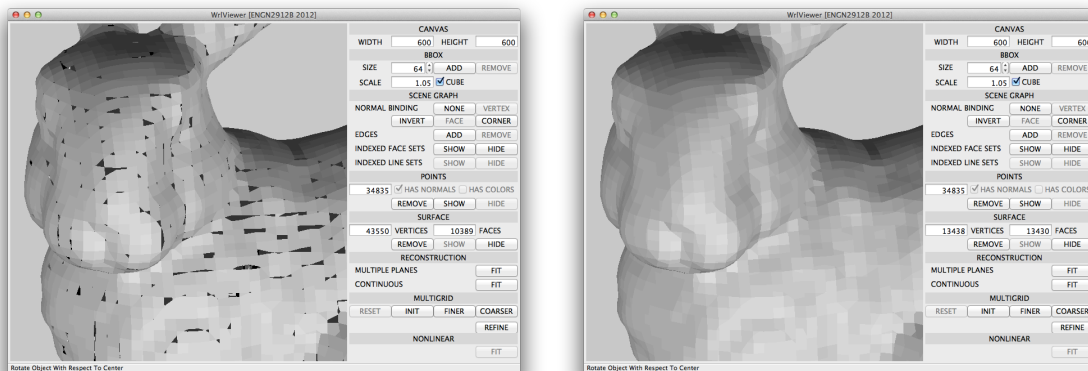 WrlViewer [ENGN2912B 2012]
CANVAS
WIDTH 600 HEIGHT 600
BBOX
SIZE 64 ADD REMOVE
SCALE 1.05 CUBE
SCENE GRAPH
NORMAL BINDING NONE VERTEX
INVERT FACE CORNER
EDGES ADD REMOVE
INDEXED FACE SETS SHOW HIDE
INDEXED LINE SETS SHOW HIDE
POINTS
34835 HAS NORMALS HAS COLORS
REMOVE SHOW HIDE
SURFACE
43550 VERTICES 10389 FACES
REMOVE SHOW HIDE
RECONSTRUCTION
MULTIPLE PLANES FIT
CONTINUOUS FIT
MULTIGRID
RESET INIT FINER COARSER
REFINE
NONLINEAR
FIT
Rotate Object With Respect To Center
WrlViewer [ENGN2912B 2012]
CANVAS
WIDTH 600 HEIGHT 600
BBOX
SIZE 64 ADD REMOVE
SCALE 1.05 CUBE
SCENE GRAPH
NORMAL BINDING NONE VERTEX
INVERT FACE CORNER
EDGES ADD REMOVE
INDEXED FACE SETS SHOW HIDE
INDEXED LINE SETS SHOW HIDE
POINTS
34835 HAS NORMALS HAS COLORS
REMOVE SHOW HIDE
SURFACE
13438 VERTICES 13430 FACES
REMOVE SHOW HIDE
RECONSTRUCTION
MULTIPLE PLANES FIT
CONTINUOUS FIT
MULTIGRID
RESET INIT FINER COARSER
REFINE
NONLINEAR
FIT
Rotate Object With Respect To Center